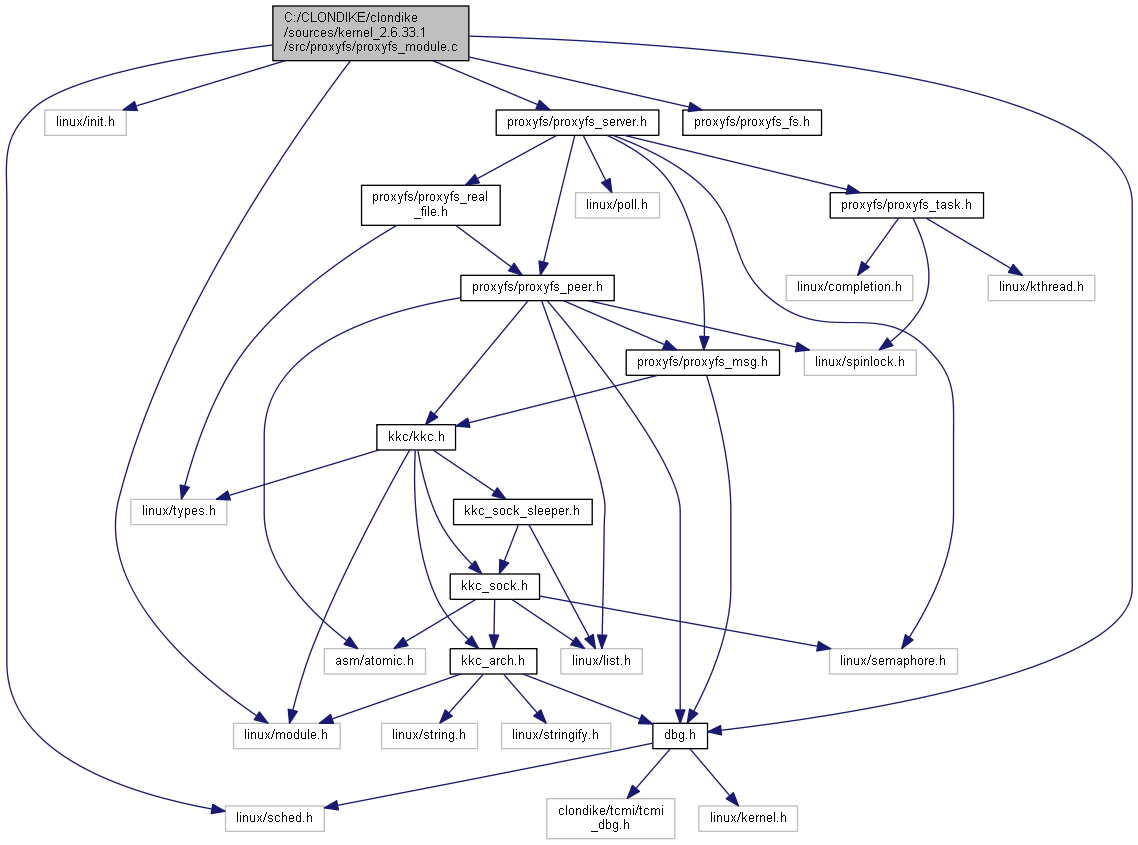 C:/CLONDIKE/clondike
/sources/kernel_2.6.33.1
/src/proxyfs/proxyfs_module.c
linux/init.h
proxyfs/proxyfs_server.h
proxyfs/proxyfs_fs.h
proxyfs/proxyfs_real
_file.h
linux/poll.h
proxyfs/proxyfs_task.h
proxyfs/proxyfs_peer.h
linux/completion.h
linux/kthread.h
proxyfs/proxyfs_msg.h
linux/spinlock.h
kkc/kkc.h
linux/types.h
kkc_sock_sleeper.h
kkc_sock.h
asm/atomic.h
kkc_arch.h
linux/list.h
linux/semaphore.h
linux/module.h
linux/string.h
linux/stringify.h
dbg.h
linux/sched.h
clondike/tcmi/tcmi
_dbg.h
linux/kernel.h